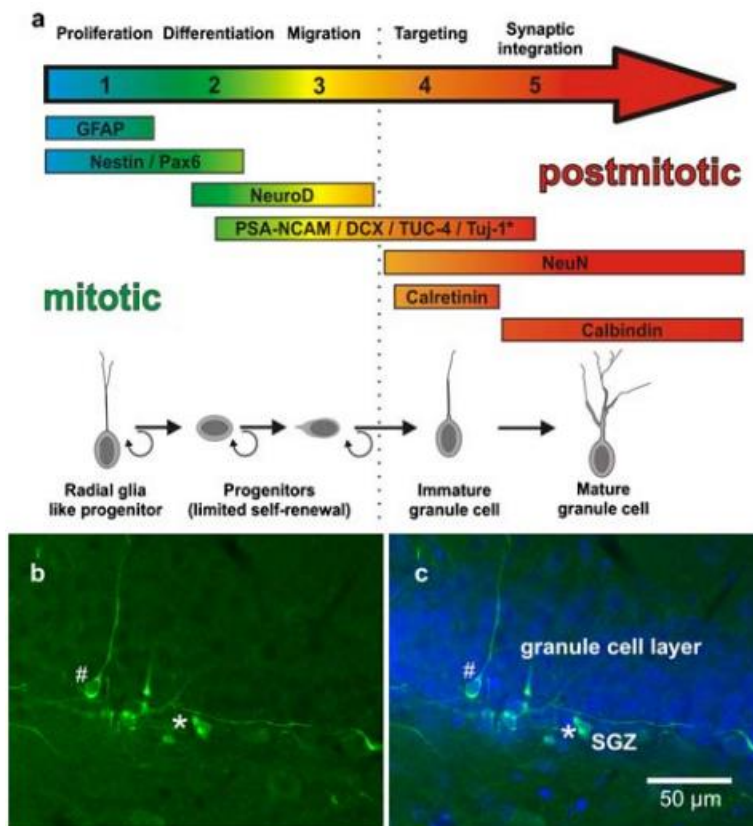 a
Proliferation Differentiation Migration Targeting Synaptic
integration
1 2 3 4 5
GFAP
Nestin / Pax6
NeuroD
postmitotic
PSA-NCAM / DCX / TUC-4 / Tuj-1*
NeuN
mitotic
Calretinin
Calbindin
Radial glia
like progenitor
Progenitors
(limited self-renewal)
Immature
granule cell
Mature
granule cell
b
#
*
c
#
granule cell layer
*
SGZ
50 µm